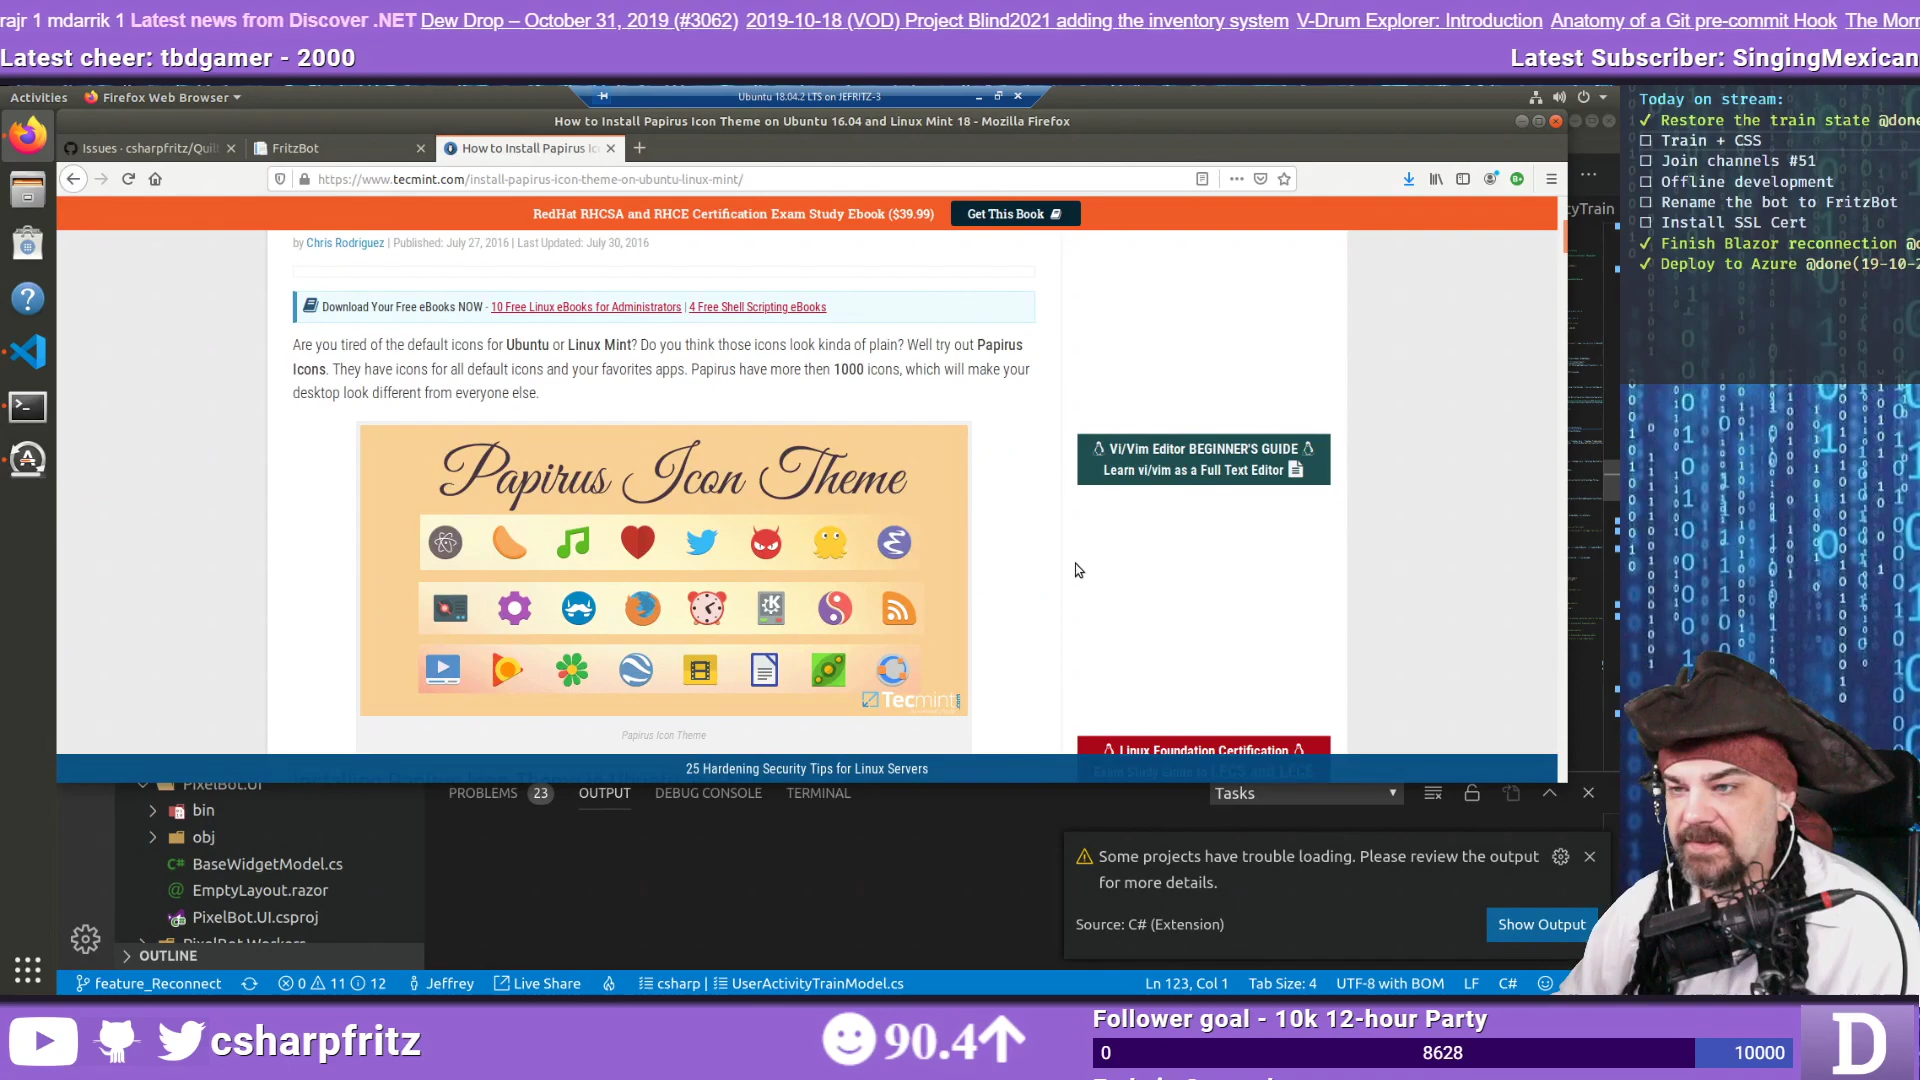 rajr 1 mdarrik 1 Latest news from Discover .NET Dew Drop – October 31, 2019 (#3062) 2019-10-18 (VOD) Project Blind2021 adding the inventory system V-Drum Explorer: Introduction Anatomy of a Git pre-commit Hook The Morn
Latest cheer: tbdgamer - 2000
Latest Subscriber: SingingMexican
Activities
Firefox Web Browser
Ubuntu 18.04.2 LTS on JEFRITZ-3
How to Install Papirus Icon Theme on Ubuntu 16.04 and Linux Mint 18 - Mozilla Firefox
Issues · csharpfritz/Quil
FritzBot
How to Install Papirus Ic
https://www.tecmint.com/install-papirus-icon-theme-on-ubuntu-linux-mint/
RedHat RHCSA and RHCE Certification Exam Study Ebook ($39.99)
Get This Book
by Chris Rodriguez | Published: July 27, 2016 | Last Updated: July 30, 2016
Download Your Free eBooks NOW - 10 Free Linux eBooks for Administrators | 4 Free Shell Scripting eBooks
Are you tired of the default icons for Ubuntu or Linux Mint? Do you think those icons look kinda of plain? Well try out Papirus
Icons. They have icons for all default icons and your favorites apps. Papirus have more then 1000 icons, which will make your
desktop look different from everyone else.
Papirus Icon Theme
Tecmint.com
Papirus Icon Theme
Vi/Vim Editor BEGINNER'S GUIDE
Learn vi/vim as a Full Text Editor
Linux Foundation Certification
Exam Study Guide to LFCS and LFCE
25 Hardening Security Tips for Linux Servers
Today on stream:
✓ Restore the train state @done
☐ Train + CSS
☐ Join channels #51
☐ Offline development
☐ Rename the bot to FritzBot
☐ Install SSL Cert
✓ Finish Blazor reconnection @d
✓ Deploy to Azure @done(19-10-2
tyTrain
PixelBot.UI
bin
obj
BaseWidgetModel.cs
EmptyLayout.razor
PixelBot.UI.csproj
PixelBot.Workers
OUTLINE
PROBLEMS 23 OUTPUT DEBUG CONSOLE TERMINAL
Tasks
Some projects have trouble loading. Please review the output
for more details.
Source: C# (Extension)
Show Output
feature_Reconnect 0 11 12 Jeffrey Live Share csharp | UserActivityTrainModel.cs
Ln 123, Col 1 Tab Size: 4 UTF-8 with BOM LF C#
csharpfritz
90.4
Follower goal - 10k 12-hour Party
0 8628 10000
D